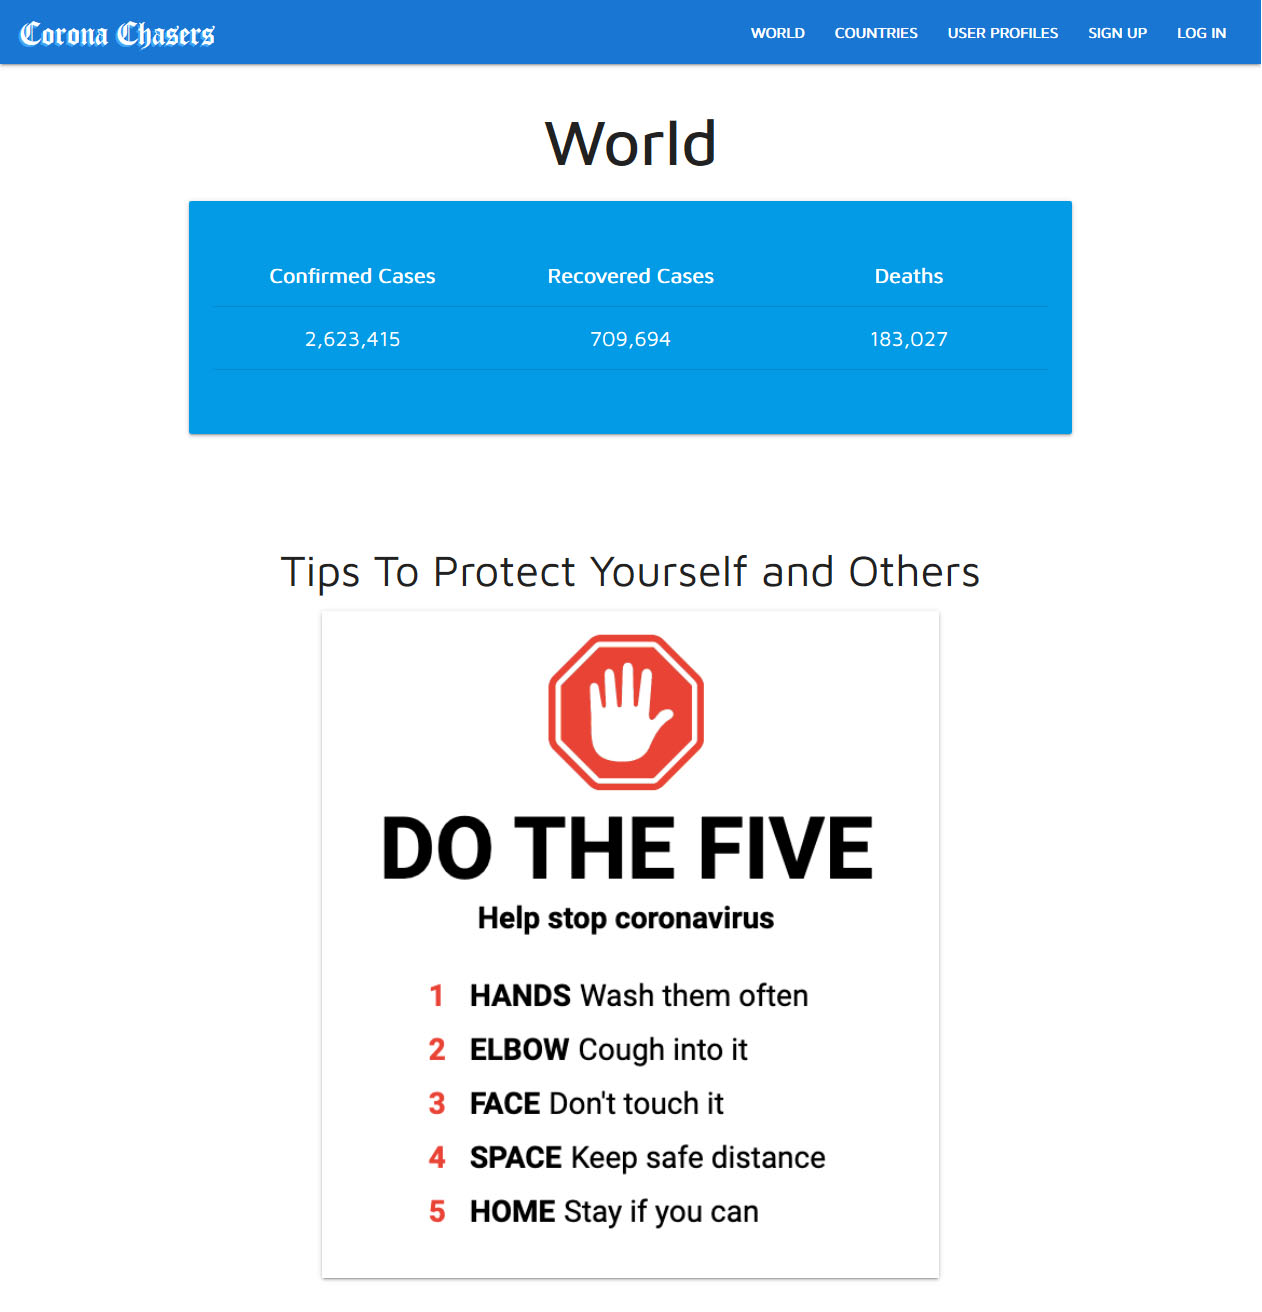 Corona Chasers WORLD COUNTRIES USER PROFILES SIGN UP LOG IN
World
Confirmed Cases Recovered Cases Deaths
2,623,415 709,694 183,027
Tips To Protect Yourself and Others
DO THE FIVE
Help stop coronavirus
1 HANDS Wash them often
2 ELBOW Cough into it
3 FACE Don't touch it
4 SPACE Keep safe distance
5 HOME Stay if you can